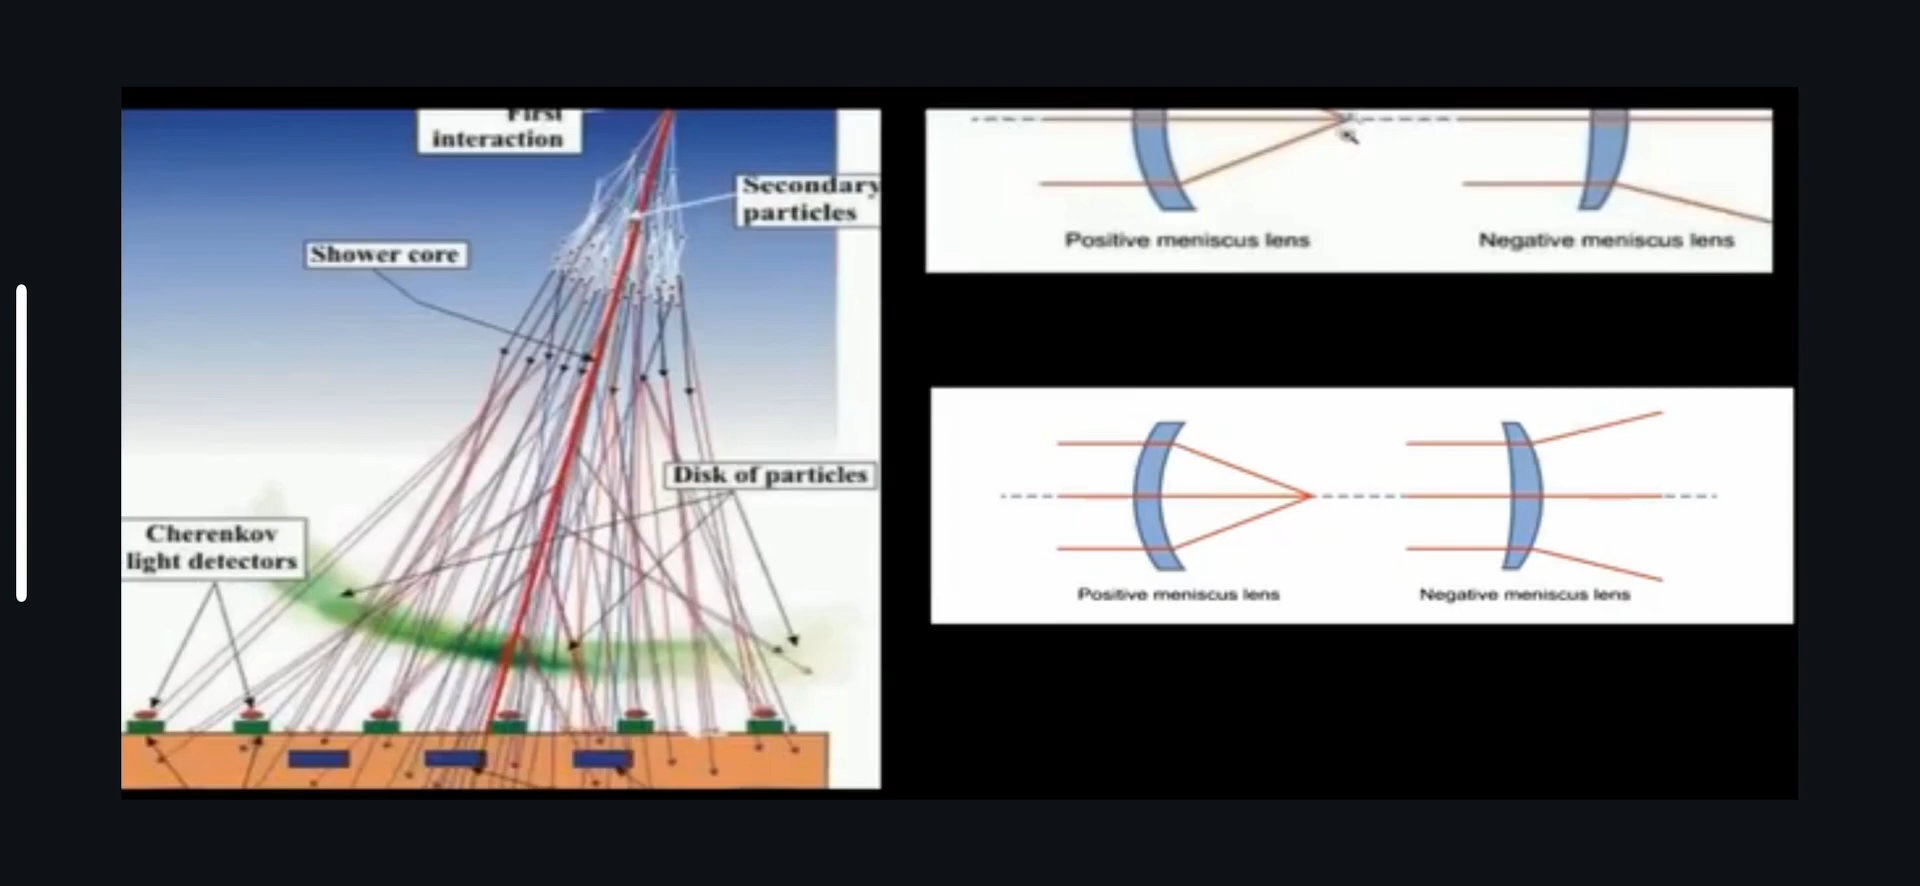 First
interaction
Secondary
particles
Shower core
Disk of particles
Cherenkov
light detectors
Positive meniscus lens
Negative meniscus lens
Positive meniscus lens
Negative meniscus lens